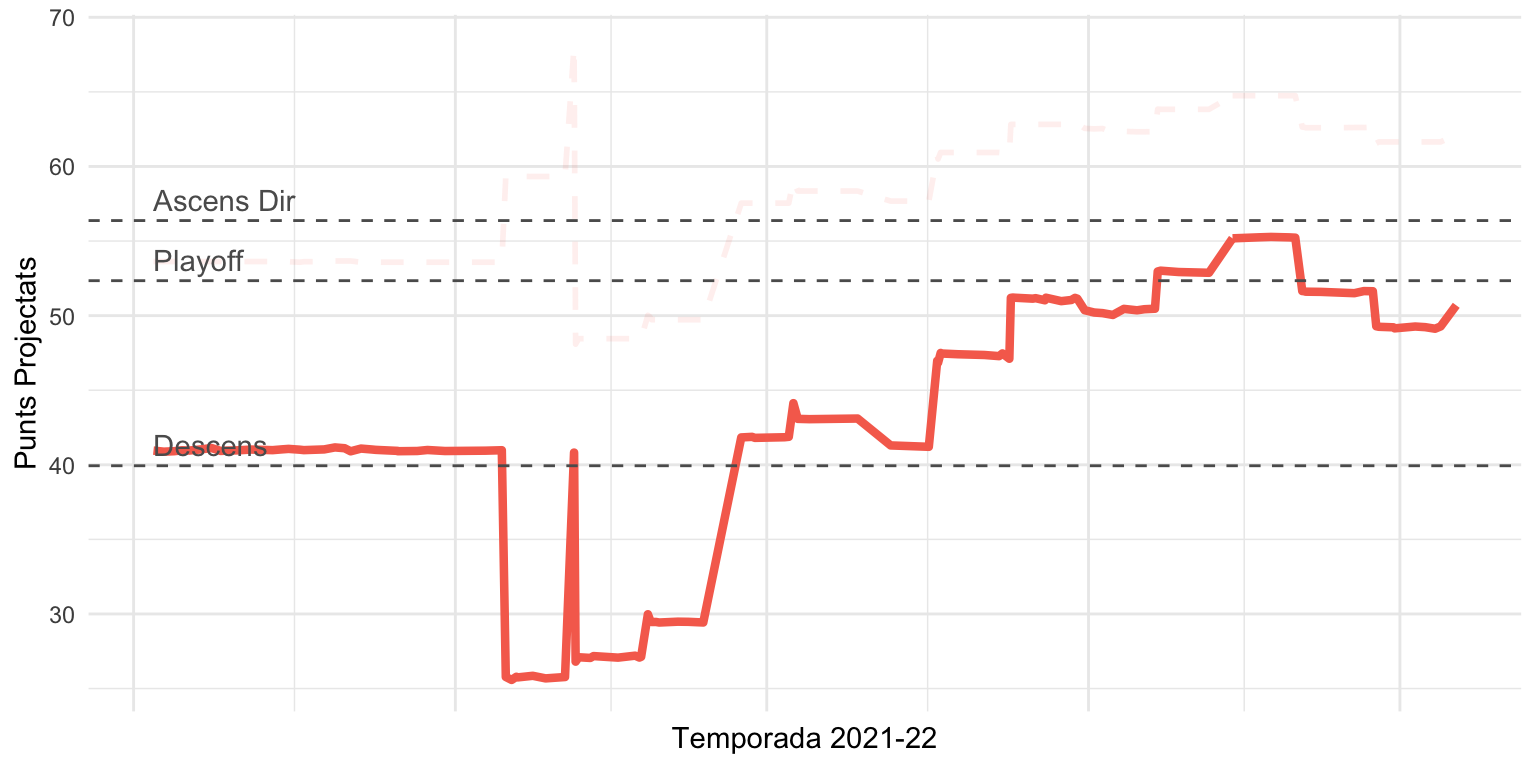 70
60
50
40
30
Ascens Dir
Playoff
Descens
Punts Projectats
Temporada 2021-22